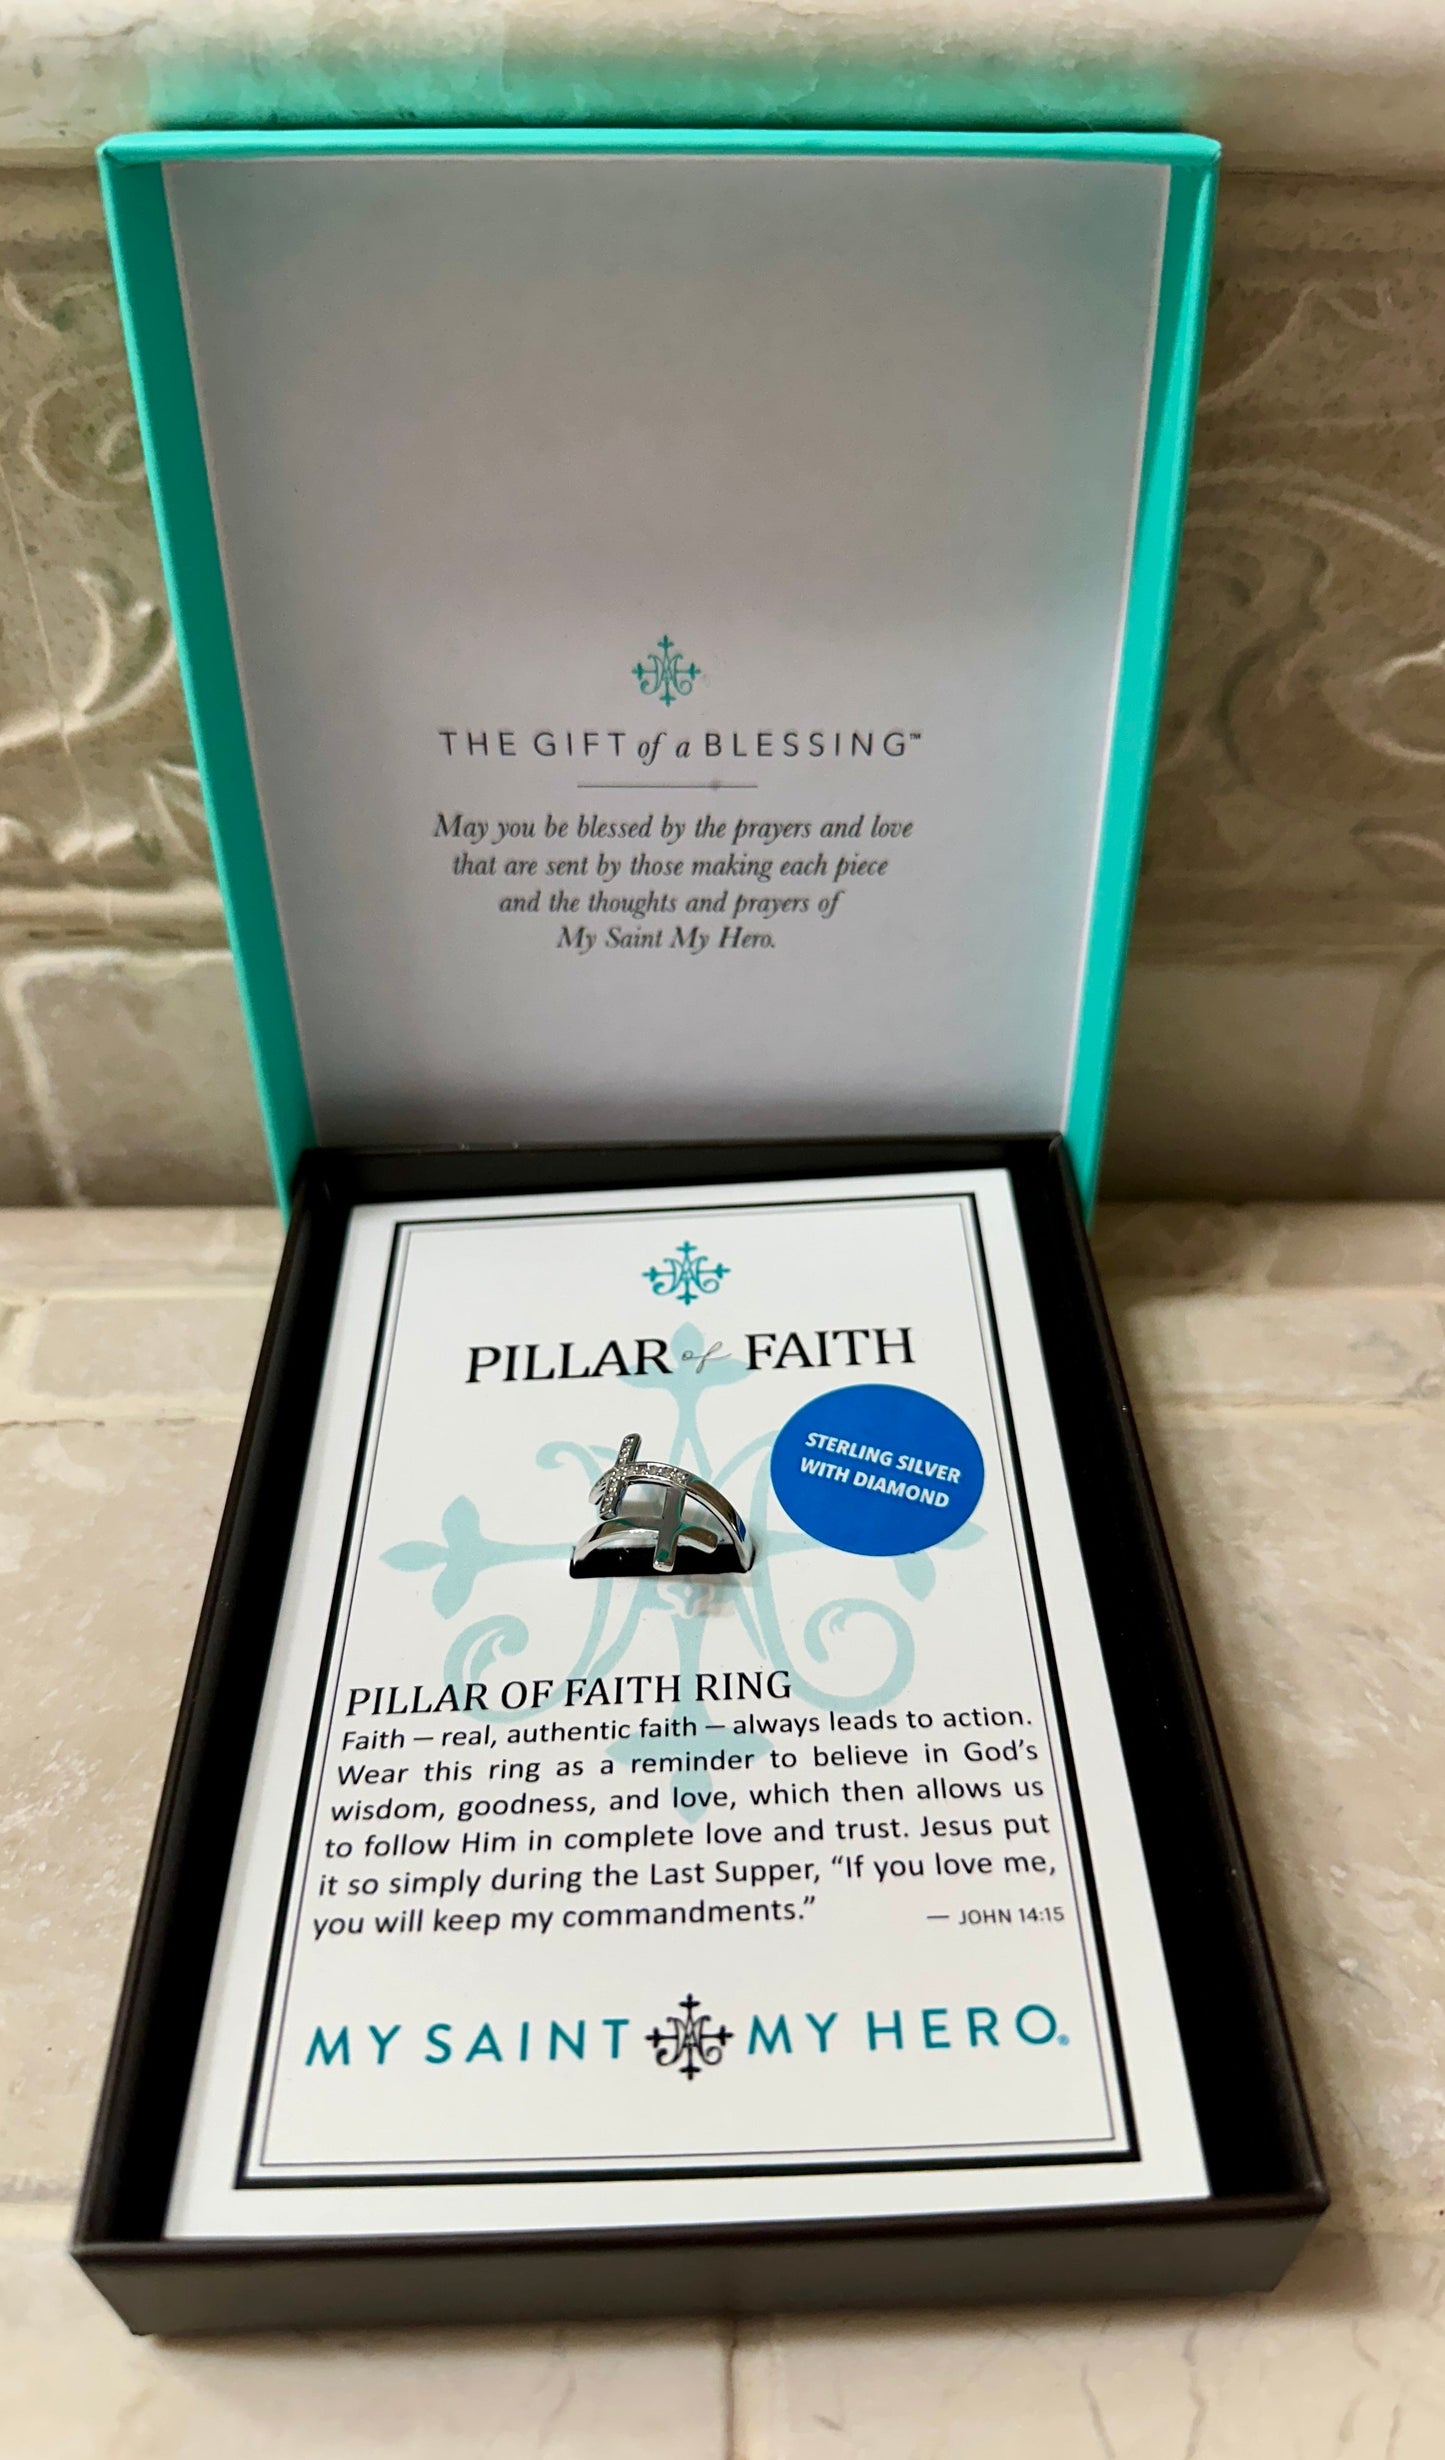 THE GIFT of a BLESSING™
May you be blessed by the prayers and love
that are sent by those making each piece
and the thoughts and prayers of
My Saint My Hero.
PILLAR of FAITH
STERLING SILVER
WITH DIAMOND
PILLAR OF FAITH RING
Faith — real, authentic faith — always leads to action.
Wear this ring as a reminder to believe in God’s
wisdom, goodness, and love, which then allows us
to follow Him in complete love and trust. Jesus put
it so simply during the Last Supper, “If you love me,
you will keep my commandments.” — JOHN 14:15
MY SAINT MY HERO®